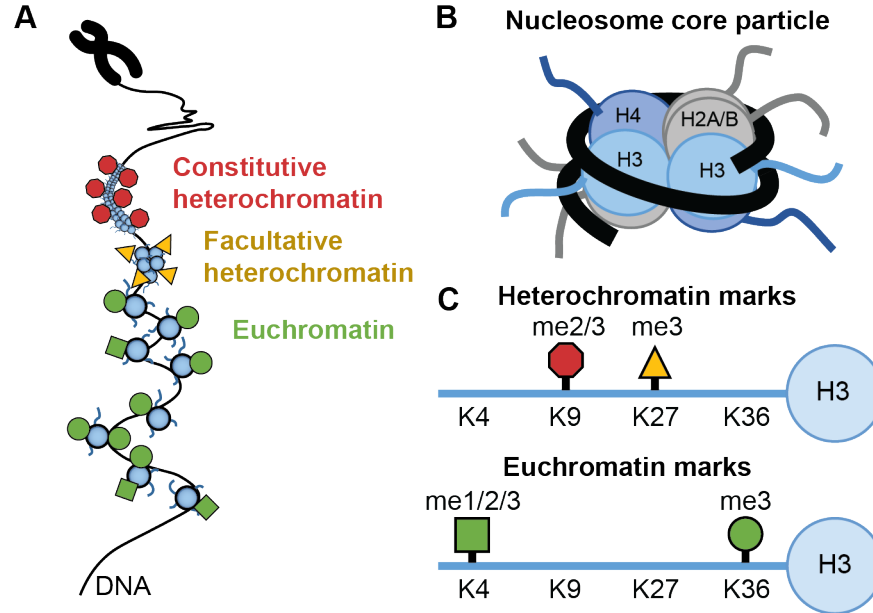 A
Constitutive
heterochromatin
Facultative
heterochromatin
Euchromatin
DNA
B
Nucleosome core particle
H4
H2A/B
H3
H3
C
Heterochromatin marks
me2/3
me3
K4
K9
K27
K36
H3
Euchromatin marks
me1/2/3
me3
K4
K9
K27
K36
H3